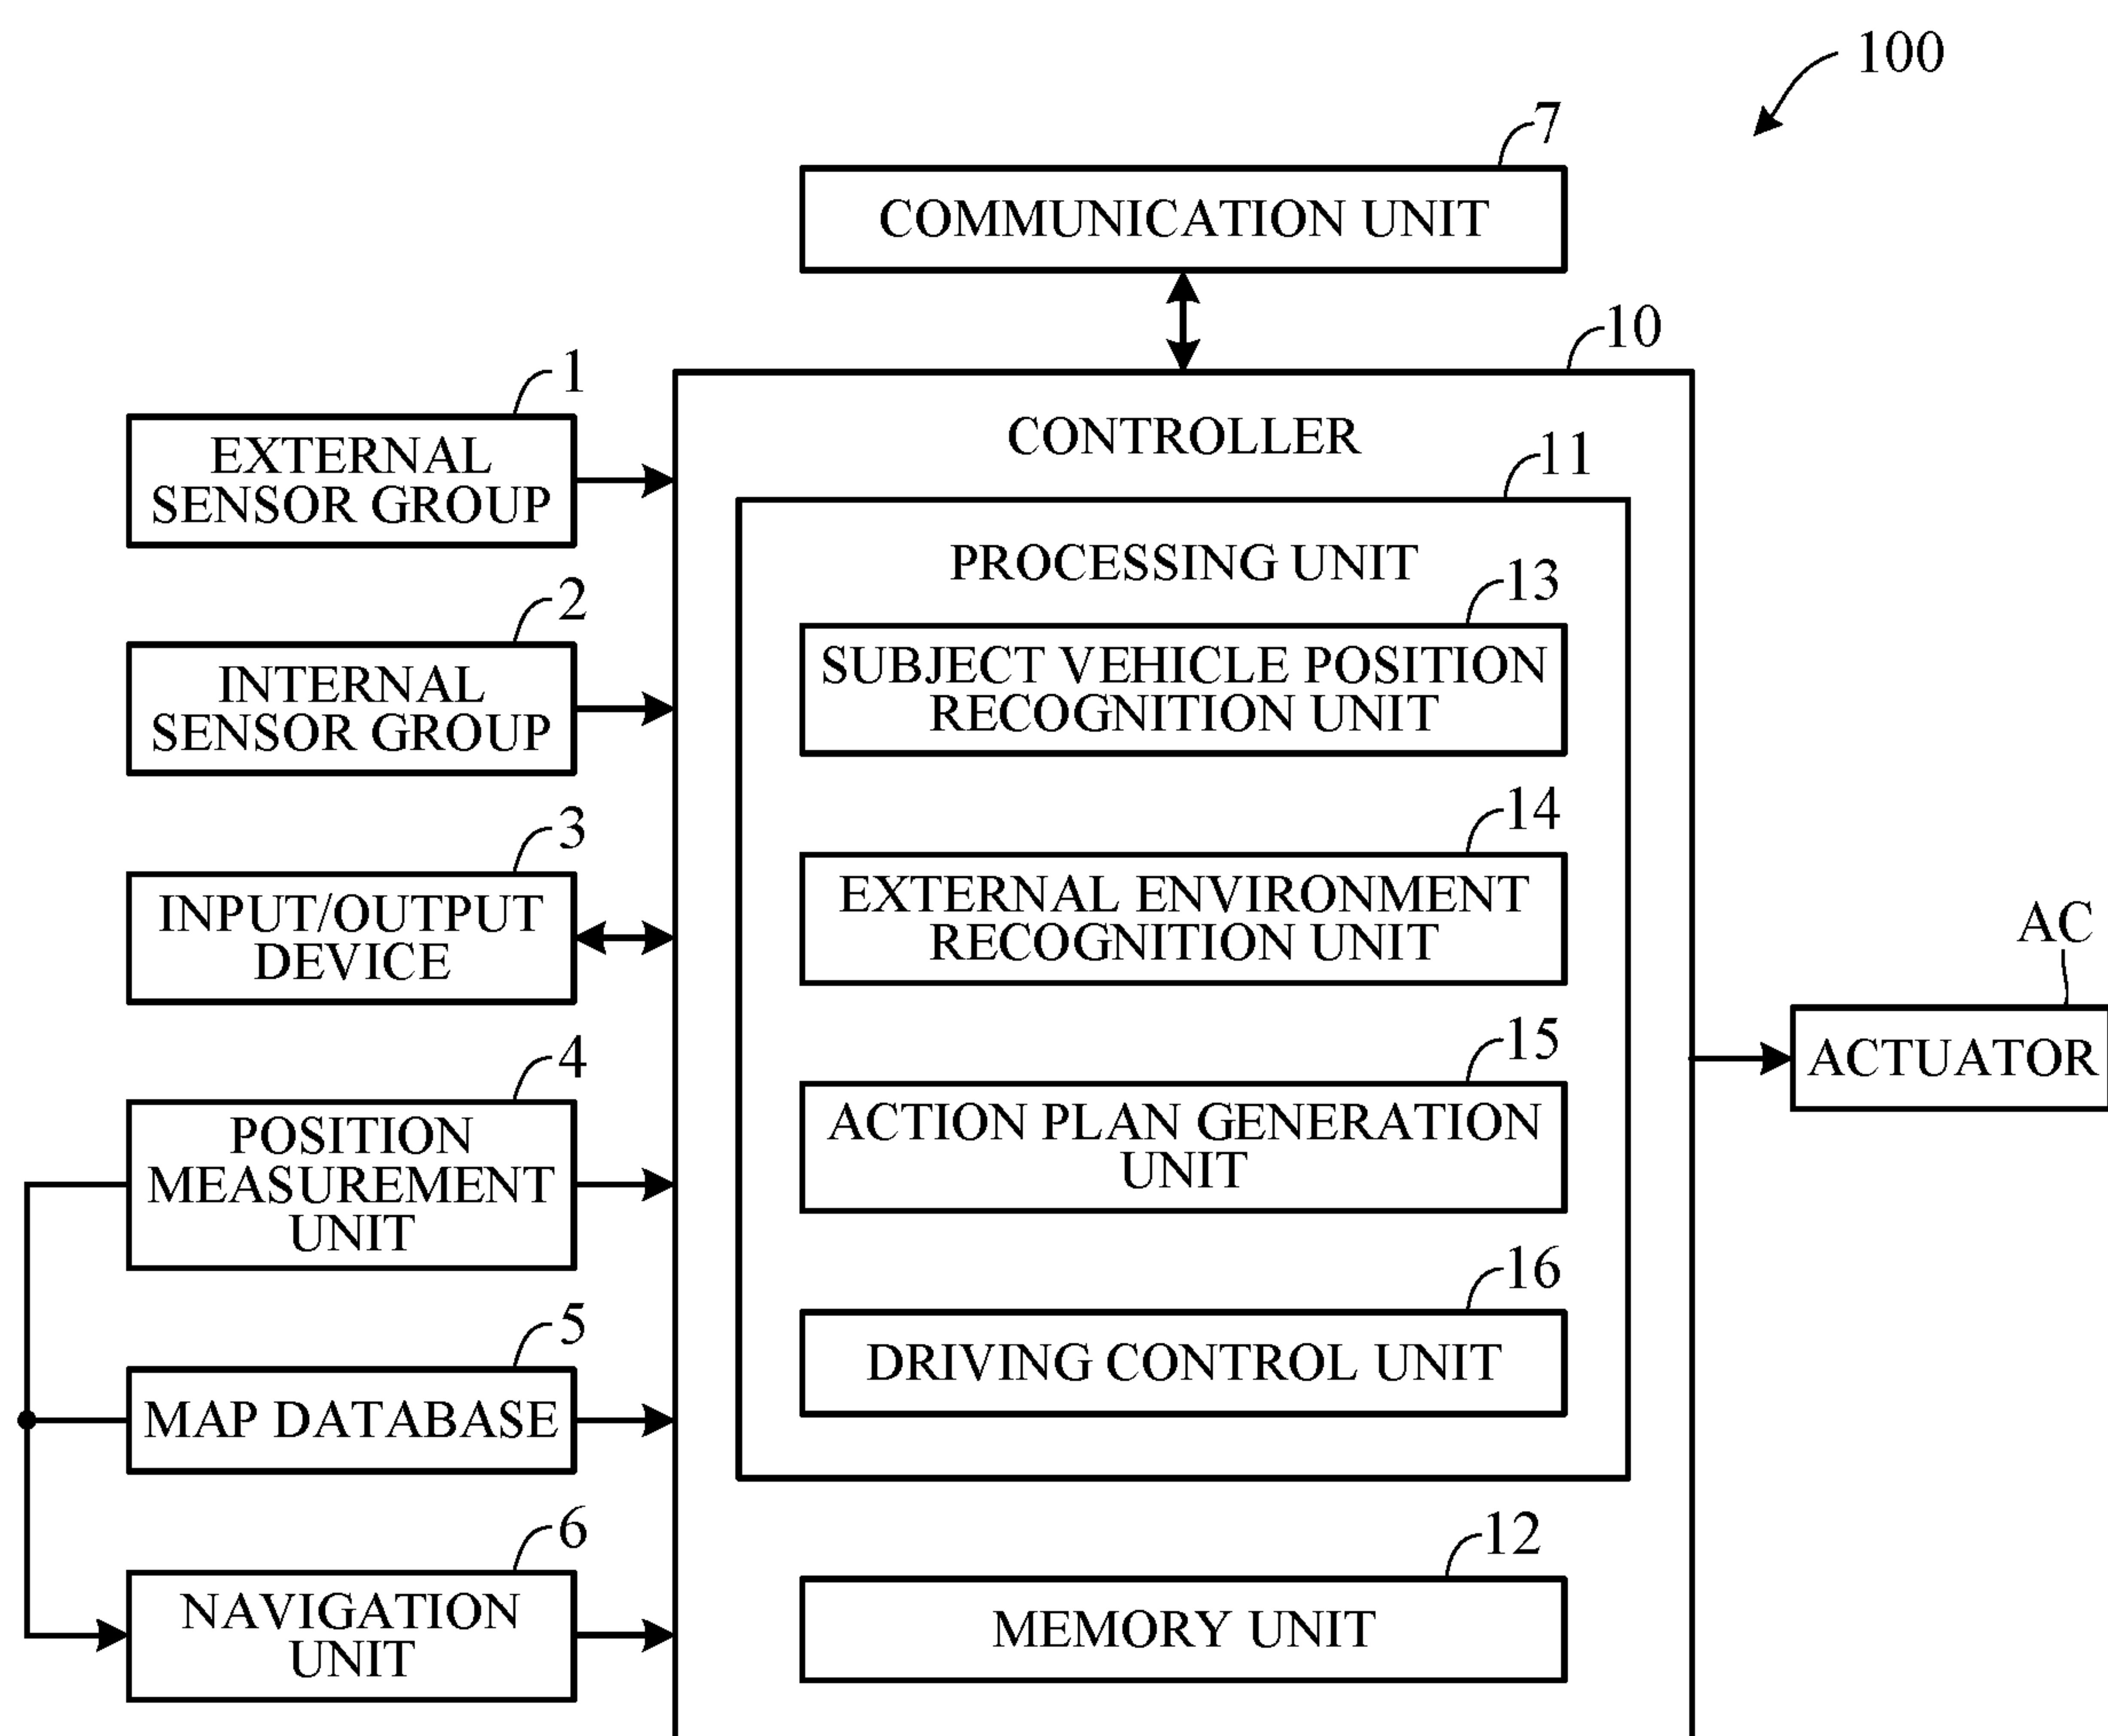 100
7
COMMUNICATION UNIT
10
CONTROLLER
1
EXTERNAL
SENSOR GROUP
11
PROCESSING UNIT
2
INTERNAL
SENSOR GROUP
13
SUBJECT VEHICLE POSITION
RECOGNITION UNIT
3
INPUT/OUTPUT
DEVICE
14
EXTERNAL ENVIRONMENT
RECOGNITION UNIT
4
POSITION
MEASUREMENT
UNIT
15
ACTION PLAN GENERATION
UNIT
AC
ACTUATOR
5
MAP DATABASE
16
DRIVING CONTROL UNIT
6
NAVIGATION
UNIT
12
MEMORY UNIT